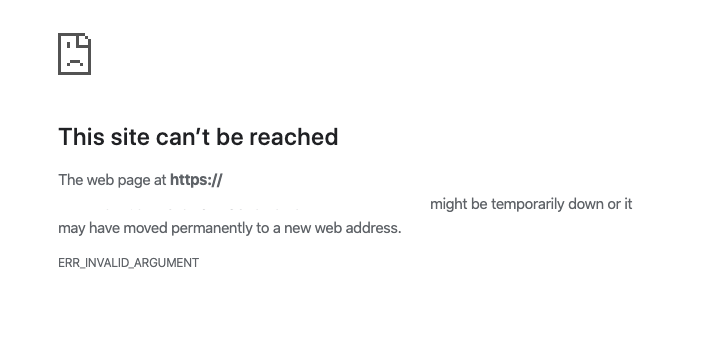 This site can't be reached
The web page at https://
might be temporarily down or it
may have moved permanently to a new web address.
ERR_INVALID_ARGUMENT